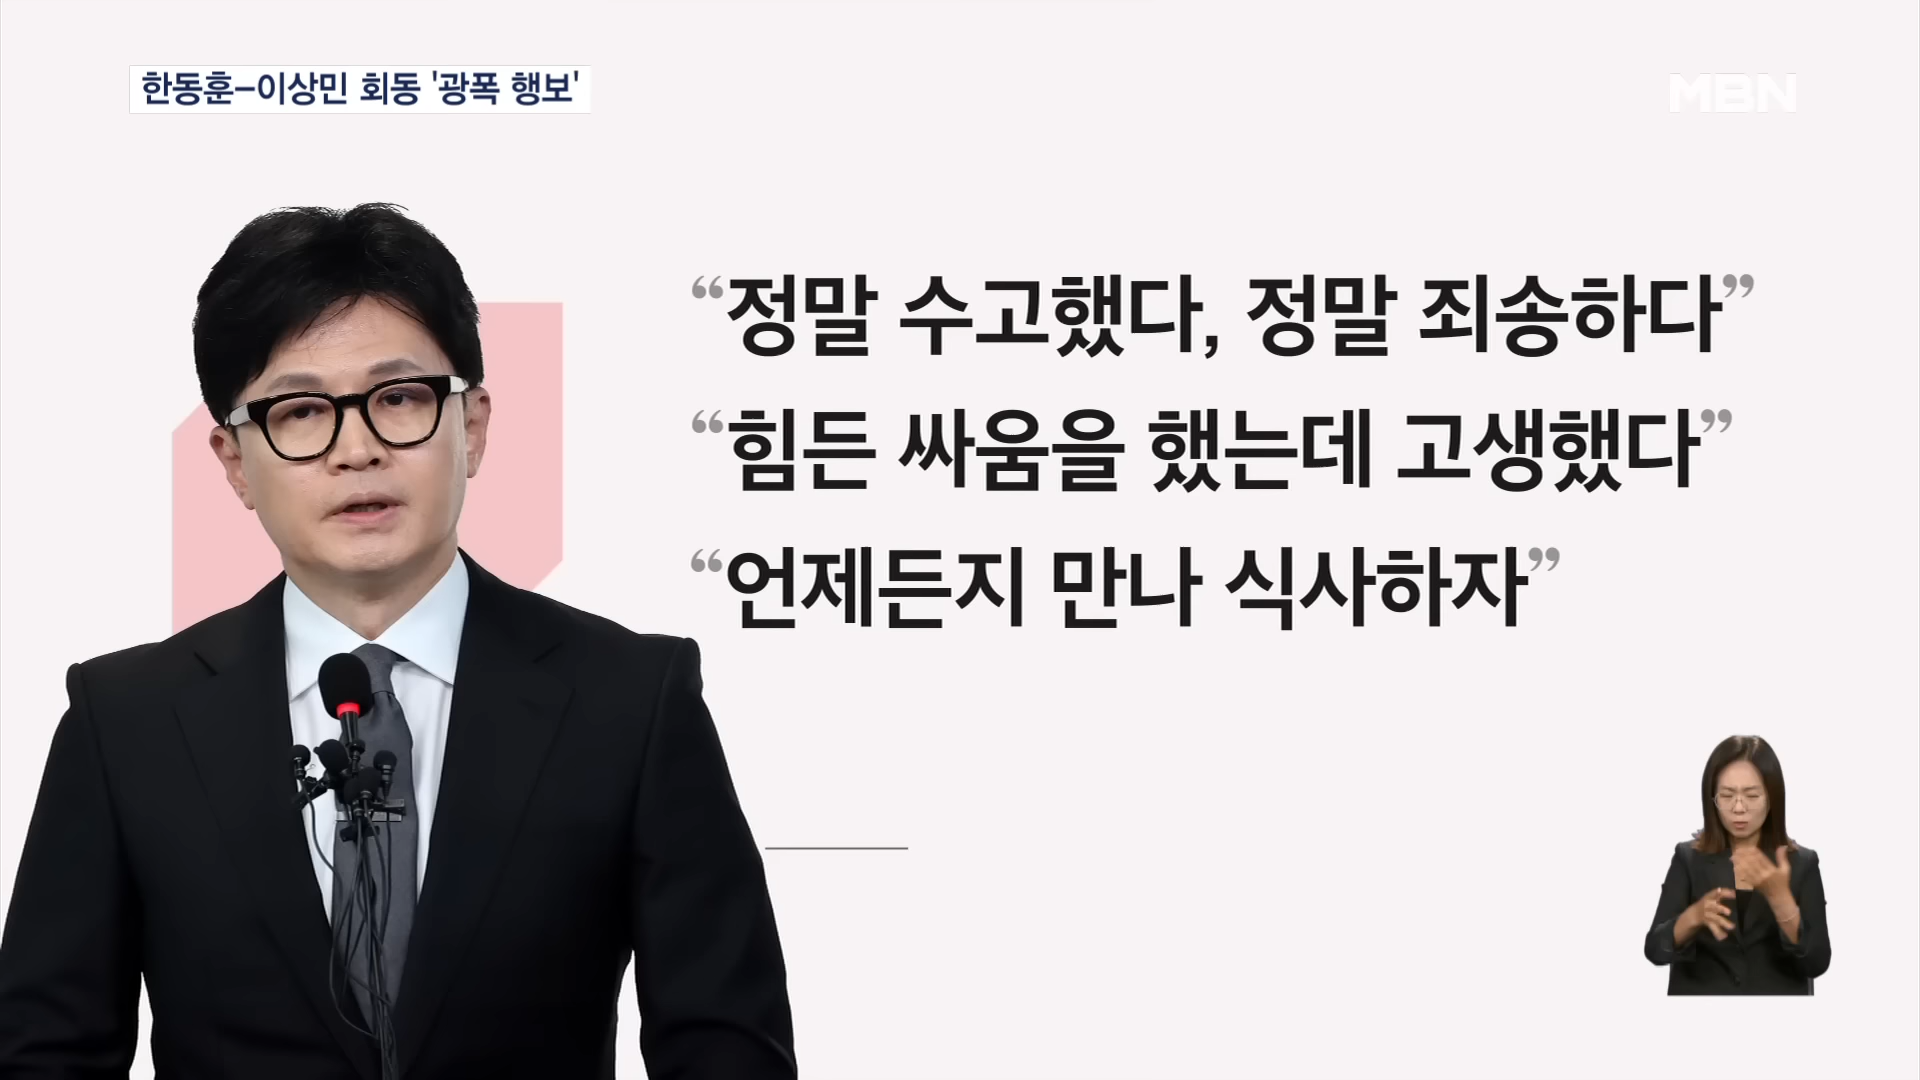 한동훈-이상민 회동 '광폭 행보'
MBN
“정말 수고했다, 정말 죄송하다”
“힘든 싸움을 했는데 고생했다”
“언제든지 만나 식사하자”